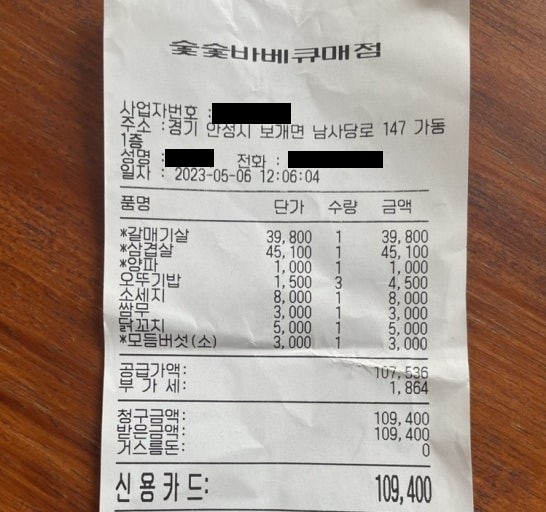 숯숯바베큐매점
사업자번호 :
주소 :경기 안성시 보개면 남사당로 147 가동
1층
성명 : 전화 :
일자 : 2023-05-06 12:06:04
품명 단가 수량 금액
*갈매기살 39,800 1 39,800
*삼겹살 45,100 1 45,100
*양파 1,000 1 1,000
오뚜기밥 1,500 3 4,500
소세지 8,000 1 8,000
쌈무 3,000 1 3,000
닭꼬치 5,000 1 5,000
*모듬버섯(소) 3,000 1 3,000
공급가액: 107,536
부 가 세: 1,864
청구금액: 109,400
받은금액: 109,400
거스름돈: 0
신용카드: 109,400